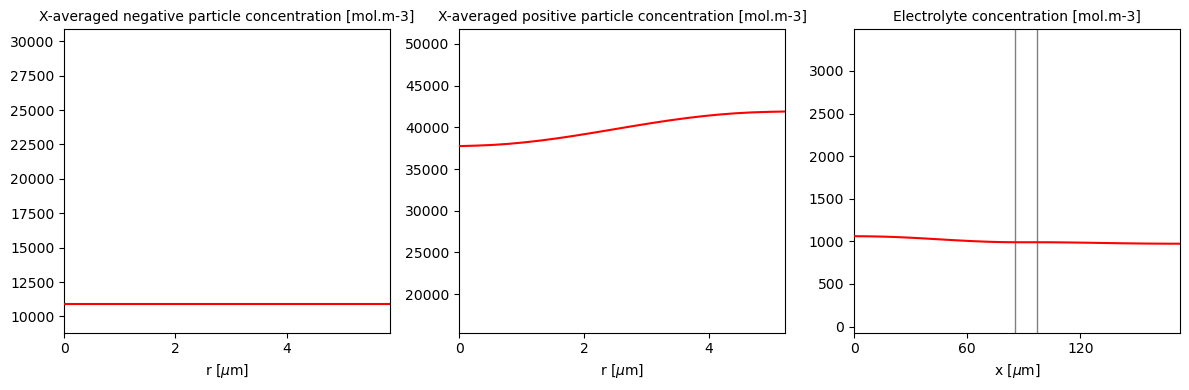 X-averaged negative particle concentration [mol.m-3]
30000
27500
25000
22500
20000
17500
15000
12500
10000
0 2 4
r [μm]
X-averaged positive particle concentration [mol.m-3]
50000
45000
40000
35000
30000
25000
20000
0 2 4
r [μm]
Electrolyte concentration [mol.m-3]
3000
2500
2000
1500
1000
500
0
0 60 120
x [μm]